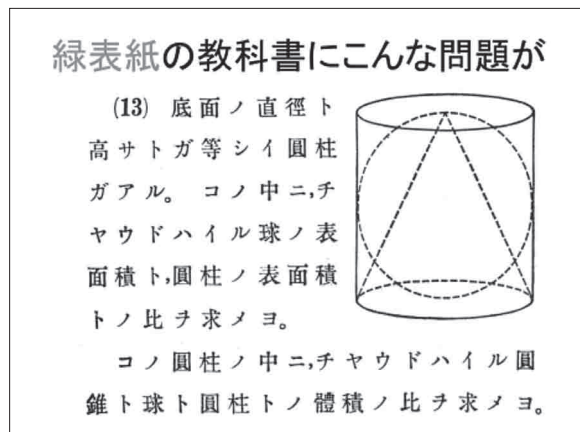 緑表紙の教科書にこんな問題が
(13) 底面ノ直徑ト
高サトガ等シイ圓柱
ガアル。 コノ中ニ,チ
ヤウドハイル球ノ表
面積ト,圓柱ノ表面積
トノ比ヲ求メヨ。
コノ圓柱ノ中ニ,チヤウドハイル圓
錐ト球ト圓柱トノ體積ノ比ヲ求メヨ。